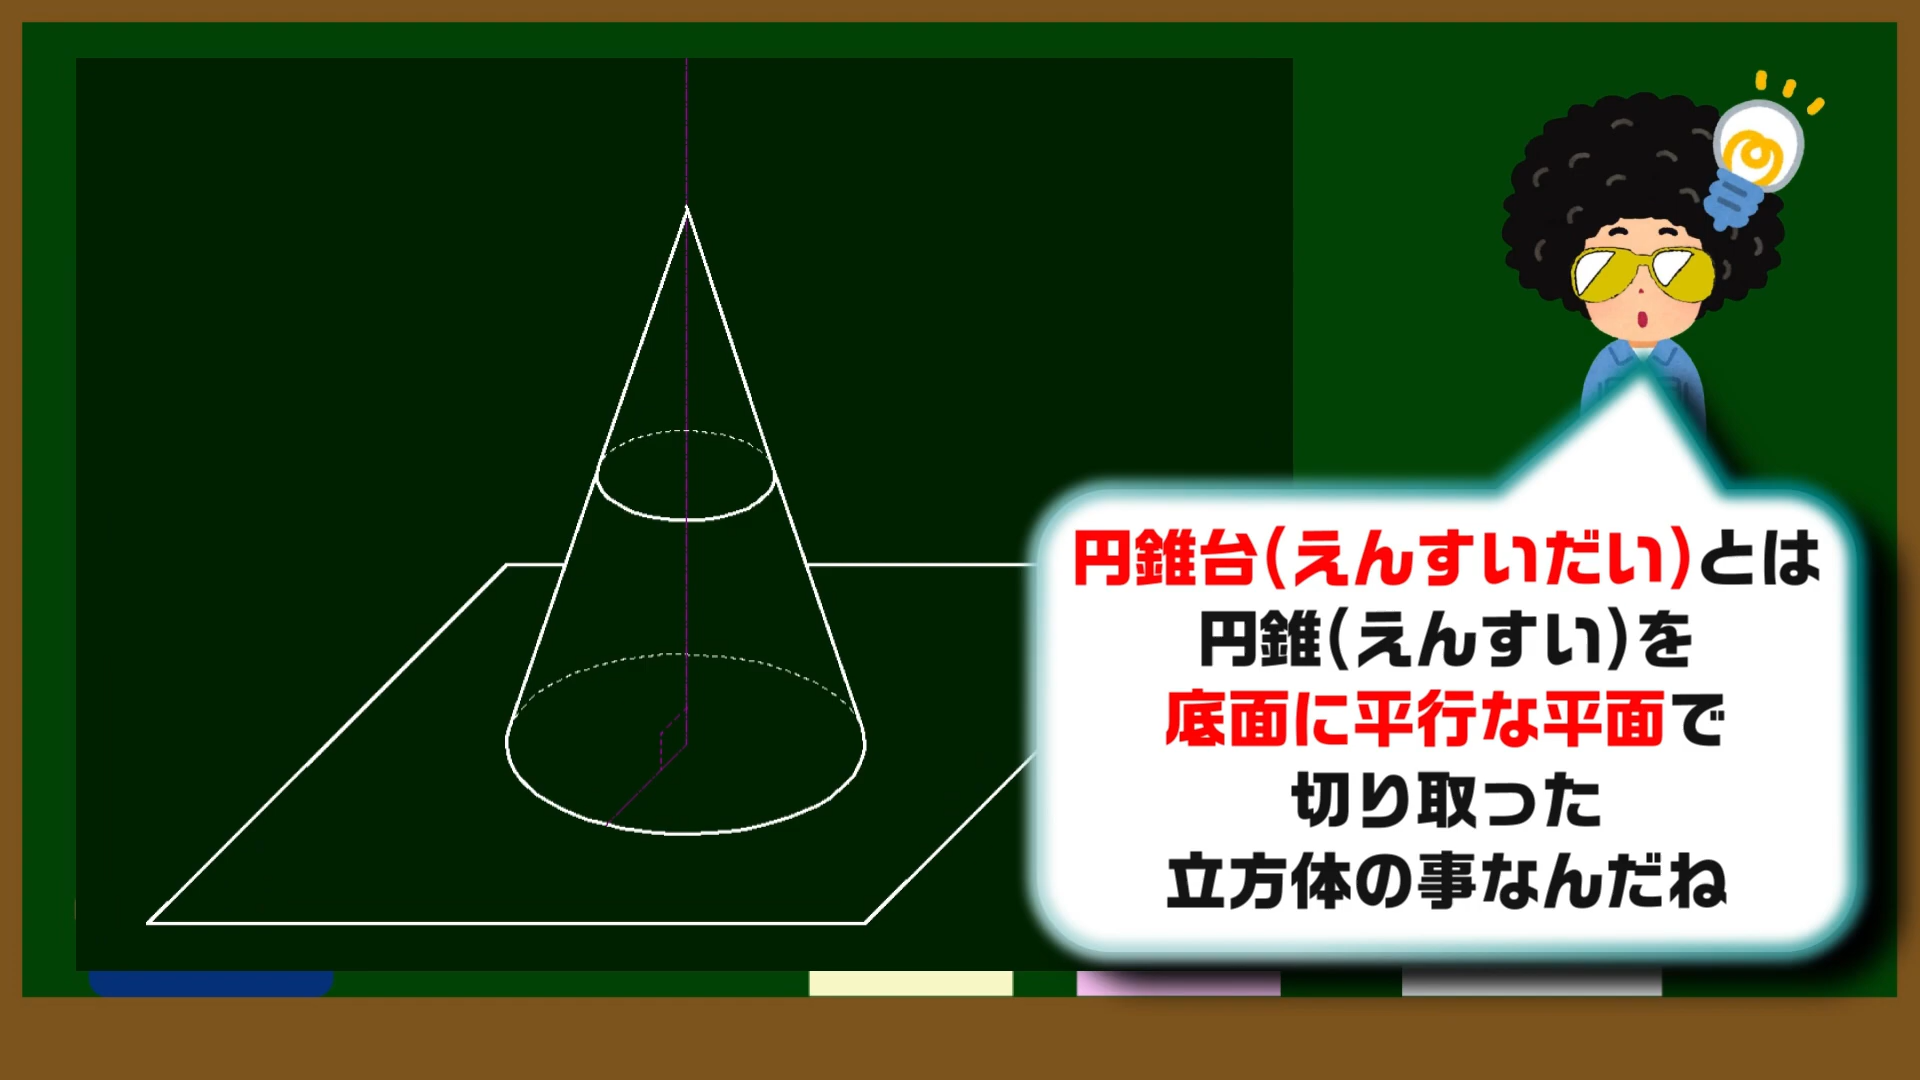 円錐台(えんすいだい)とは
円錐(えんすい)を
底面に平行な平面で
切り取った
立方体の事なんだね